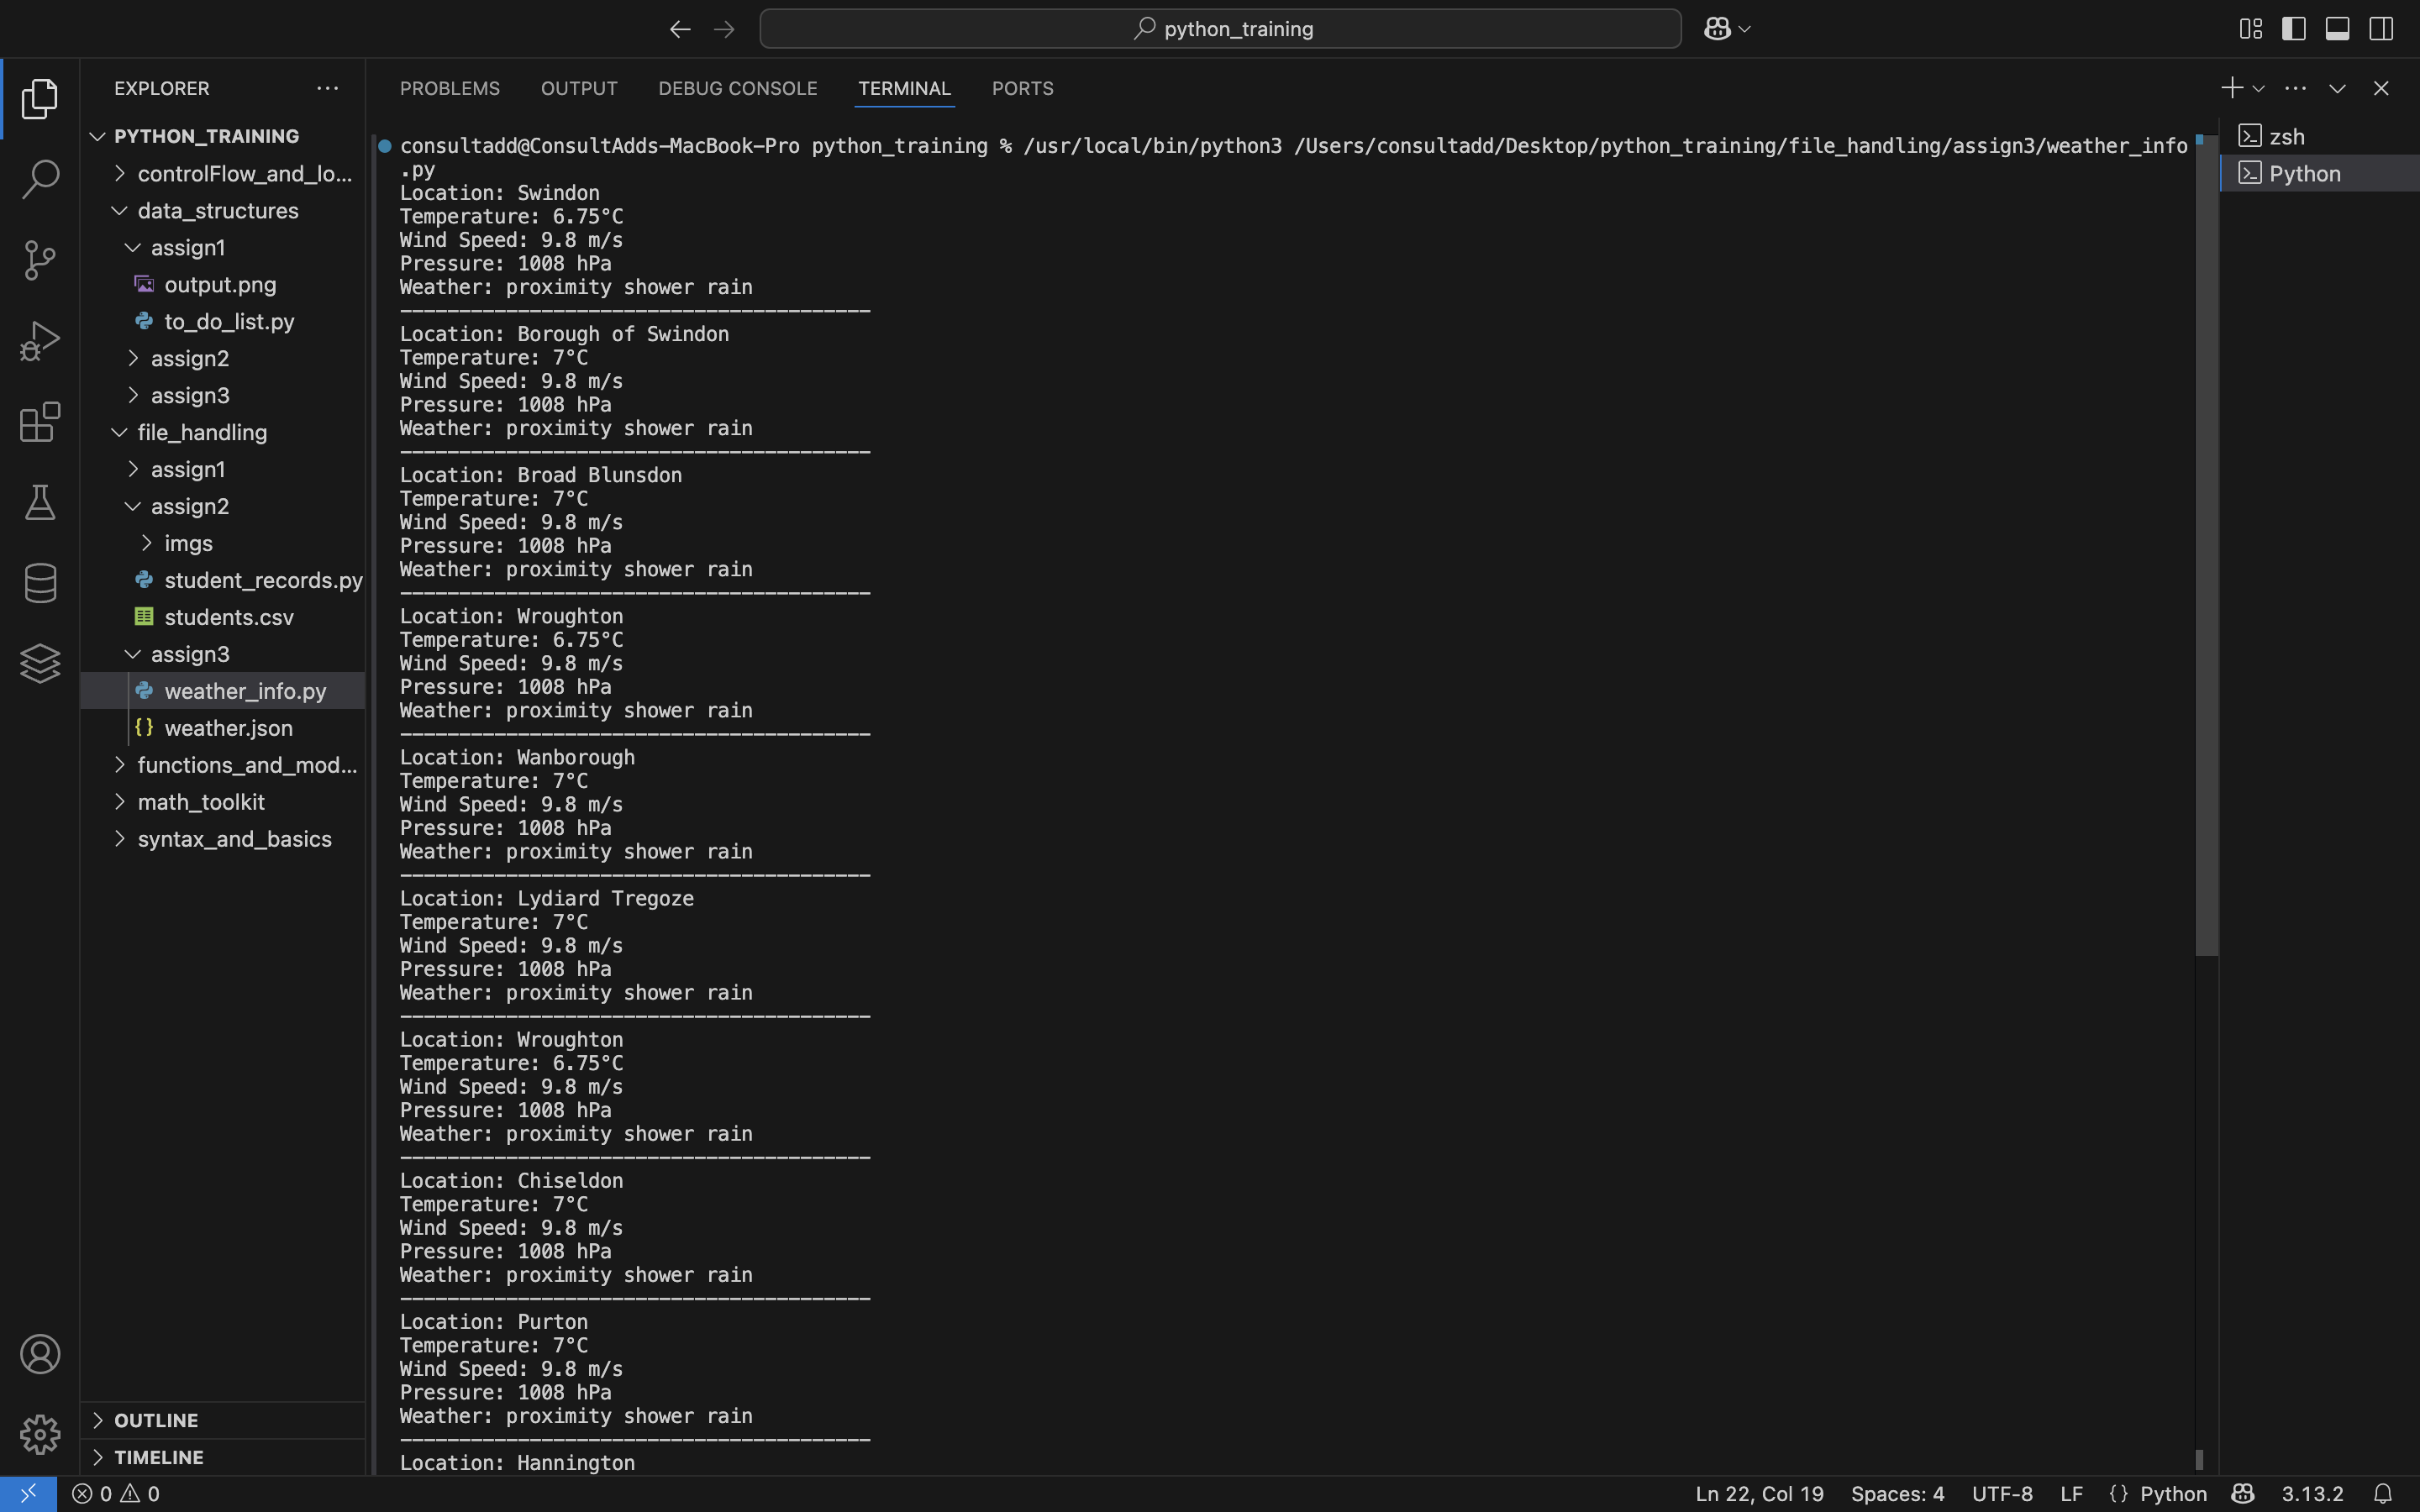 python_training
EXPLORER
PYTHON_TRAINING
controlFlow_and_lo...
data_structures
assign1
output.png
to_do_list.py
assign2
assign3
file_handling
assign1
assign2
imgs
student_records.py
students.csv
assign3
weather_info.py
weather.json
functions_and_mod...
math_toolkit
syntax_and_basics
OUTLINE
TIMELINE
PROBLEMS OUTPUT DEBUG CONSOLE TERMINAL PORTS
consultadd@ConsultAdds-MacBook-Pro python_training % /usr/local/bin/python3 /Users/consultadd/Desktop/python_training/file_handling/assign3/weather_info
.py
Location: Swindon
Temperature: 6.75°C
Wind Speed: 9.8 m/s
Pressure: 1008 hPa
Weather: proximity shower rain
----------------------------------------
Location: Borough of Swindon
Temperature: 7°C
Wind Speed: 9.8 m/s
Pressure: 1008 hPa
Weather: proximity shower rain
----------------------------------------
Location: Broad Blunsdon
Temperature: 7°C
Wind Speed: 9.8 m/s
Pressure: 1008 hPa
Weather: proximity shower rain
----------------------------------------
Location: Wroughton
Temperature: 6.75°C
Wind Speed: 9.8 m/s
Pressure: 1008 hPa
Weather: proximity shower rain
----------------------------------------
Location: Wanborough
Temperature: 7°C
Wind Speed: 9.8 m/s
Pressure: 1008 hPa
Weather: proximity shower rain
----------------------------------------
Location: Lydiard Tregoze
Temperature: 7°C
Wind Speed: 9.8 m/s
Pressure: 1008 hPa
Weather: proximity shower rain
----------------------------------------
Location: Wroughton
Temperature: 6.75°C
Wind Speed: 9.8 m/s
Pressure: 1008 hPa
Weather: proximity shower rain
----------------------------------------
Location: Chiseldon
Temperature: 7°C
Wind Speed: 9.8 m/s
Pressure: 1008 hPa
Weather: proximity shower rain
----------------------------------------
Location: Purton
Temperature: 7°C
Wind Speed: 9.8 m/s
Pressure: 1008 hPa
Weather: proximity shower rain
----------------------------------------
Location: Hannington
zsh
Python
0 0
Ln 22, Col 19 Spaces: 4 UTF-8 LF {} Python 3.13.2